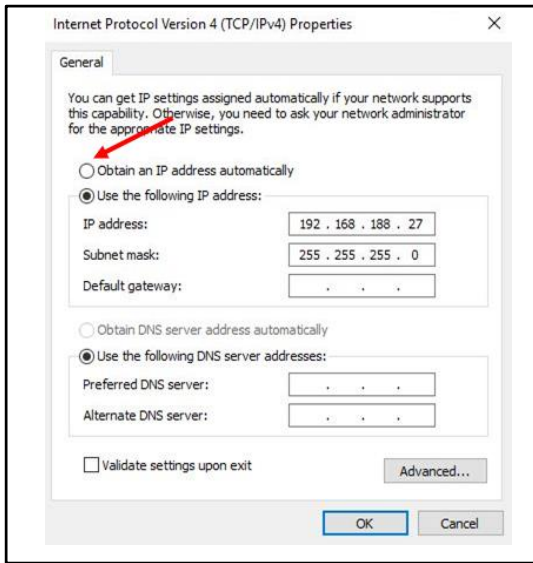 Internet Protocol Version 4 (TCP/IPv4) Properties
General
You can get IP settings assigned automatically if your network supports
this capability. Otherwise, you need to ask your network administrator
for the appropriate IP settings.
Obtain an IP address automatically
Use the following IP address:
IP address: 192 . 168 . 188 . 27
Subnet mask: 255 . 255 . 255 . 0
Default gateway: . . .
Obtain DNS server address automatically
Use the following DNS server addresses:
Preferred DNS server: . . .
Alternate DNS server: . . .
Validate settings upon exit
Advanced...
OK Cancel